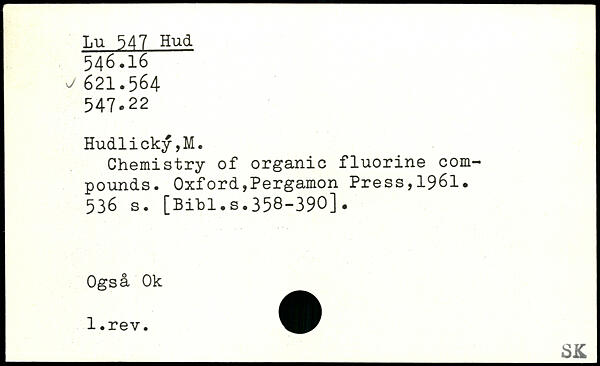 Lu 547 Hud
546.16
✓ 621.564
547.22
Hudlický,M.
Chemistry of organic fluorine com-
pounds. Oxford,Pergamon Press,1961.
536 s. [Bibl.s.358-390].
Også Ok
1.rev.
SK